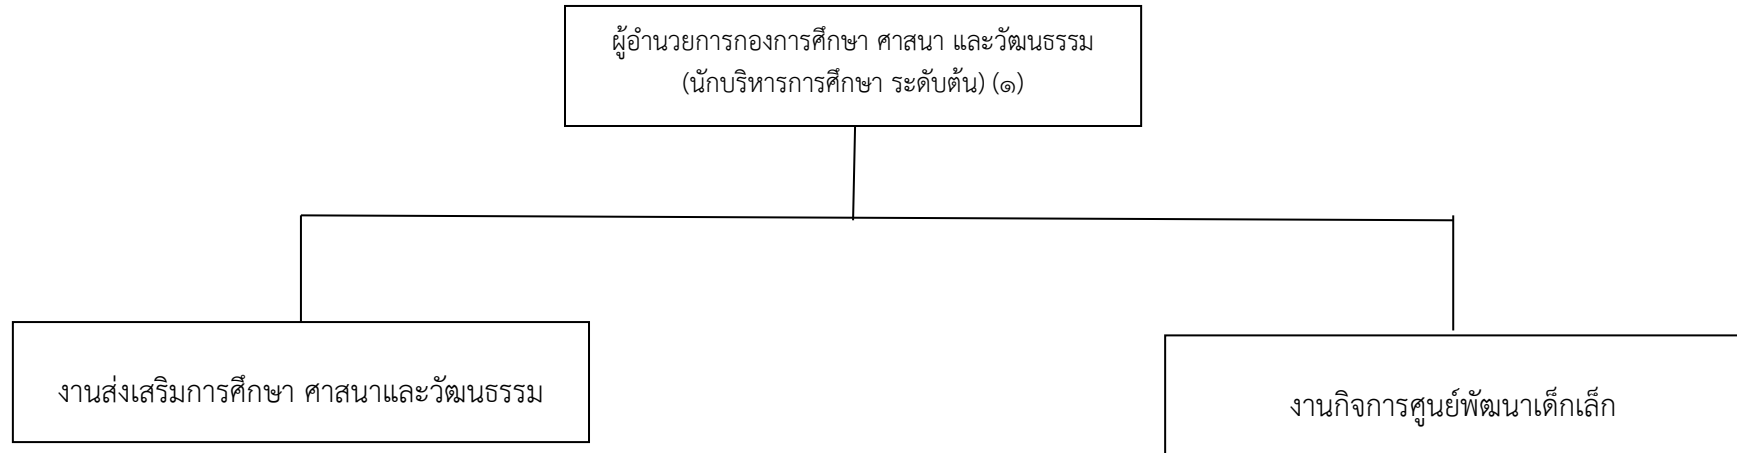 ผู้อำนวยการกองการศึกษา ศาสนา และวัฒนธรรม
(นักบริหารการศึกษา ระดับต้น) (๑)
งานส่งเสริมการศึกษา ศาสนาและวัฒนธรรม
งานกิจการศูนย์พัฒนาเด็กเล็ก